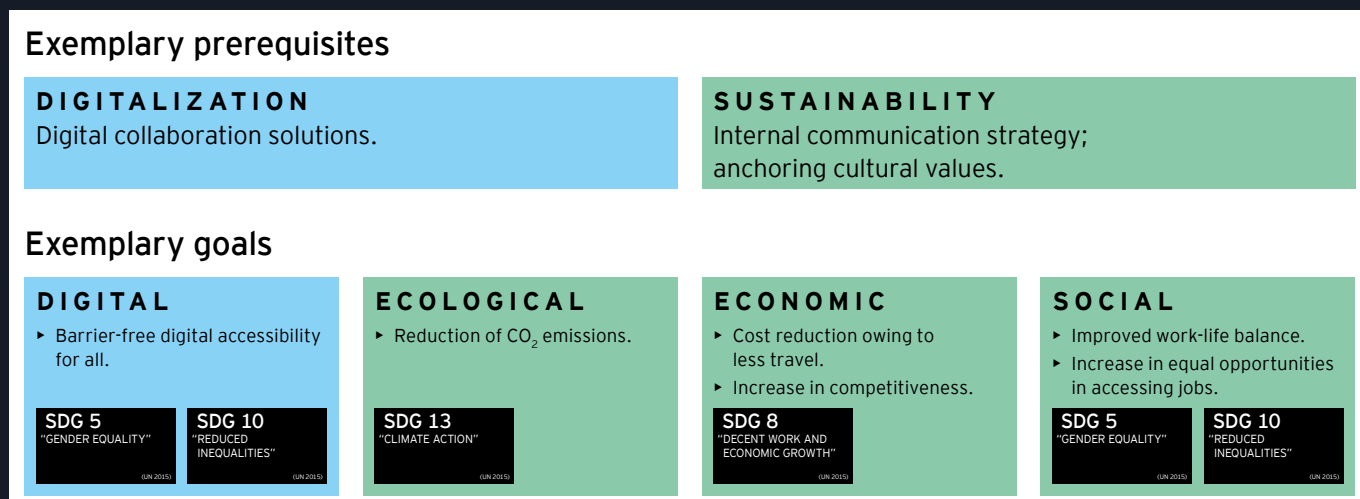 Exemplary prerequisites
DIGITALIZATION
Digital collaboration solutions.
SUSTAINABILITY
Internal communication strategy;
anchoring cultural values.
Exemplary goals
DIGITAL
▸ Barrier-free digital accessibility
for all.
SDG 5
“GENDER EQUALITY”
(UN 2015)
SDG 10
“REDUCED
INEQUALITIES”
(UN 2015)
ECOLOGICAL
▸ Reduction of CO₂ emissions.
SDG 13
“CLIMATE ACTION”
(UN 2015)
ECONOMIC
▸ Cost reduction owing to
less travel.
▸ Increase in competitiveness.
SDG 8
“DECENT WORK AND
ECONOMIC GROWTH”
(UN 2015)
SOCIAL
▸ Improved work-life balance.
▸ Increase in equal opportunities
in accessing jobs.
SDG 5
“GENDER EQUALITY”
(UN 2015)
SDG 10
“REDUCED
INEQUALITIES”
(UN 2015)